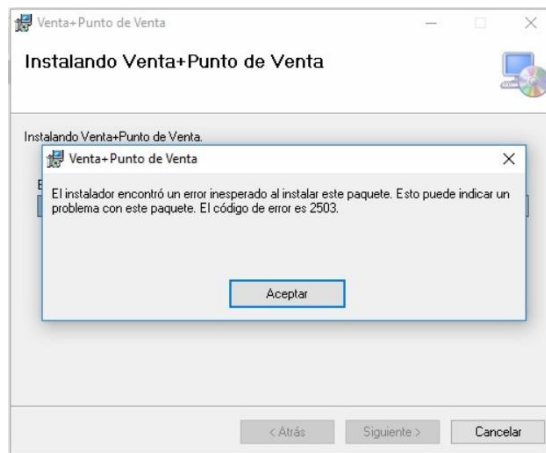 Venta+Punto de Venta
Instalando Venta+Punto de Venta
Instalando Venta+Punto de Venta.
Venta+Punto de Venta
El instalador encontró un error inesperado al instalar este paquete. Esto puede indicar un
problema con este paquete. El código de error es 2503.
Aceptar
< Atrás
Siguiente >
Cancelar